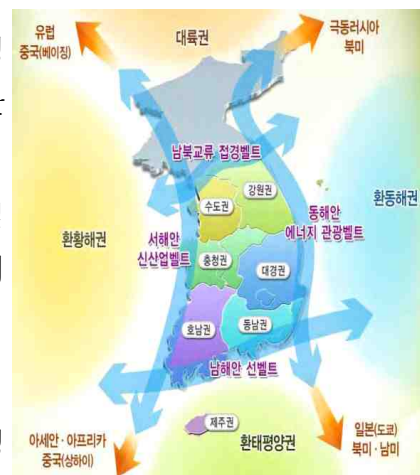 유럽
중국(베이징)
대륙권
극동러시아
북미
남북교류 접경벨트
강원권
수도권
환동해권
동해안
에너지 관광벨트
환황해권
서해안
신산업벨트
충청권
대경권
호남권
동남권
남해안 선벨트
제주권
환태평양권
아세안·아프리카
중국(상하이)
일본(도쿄)
북미·남미